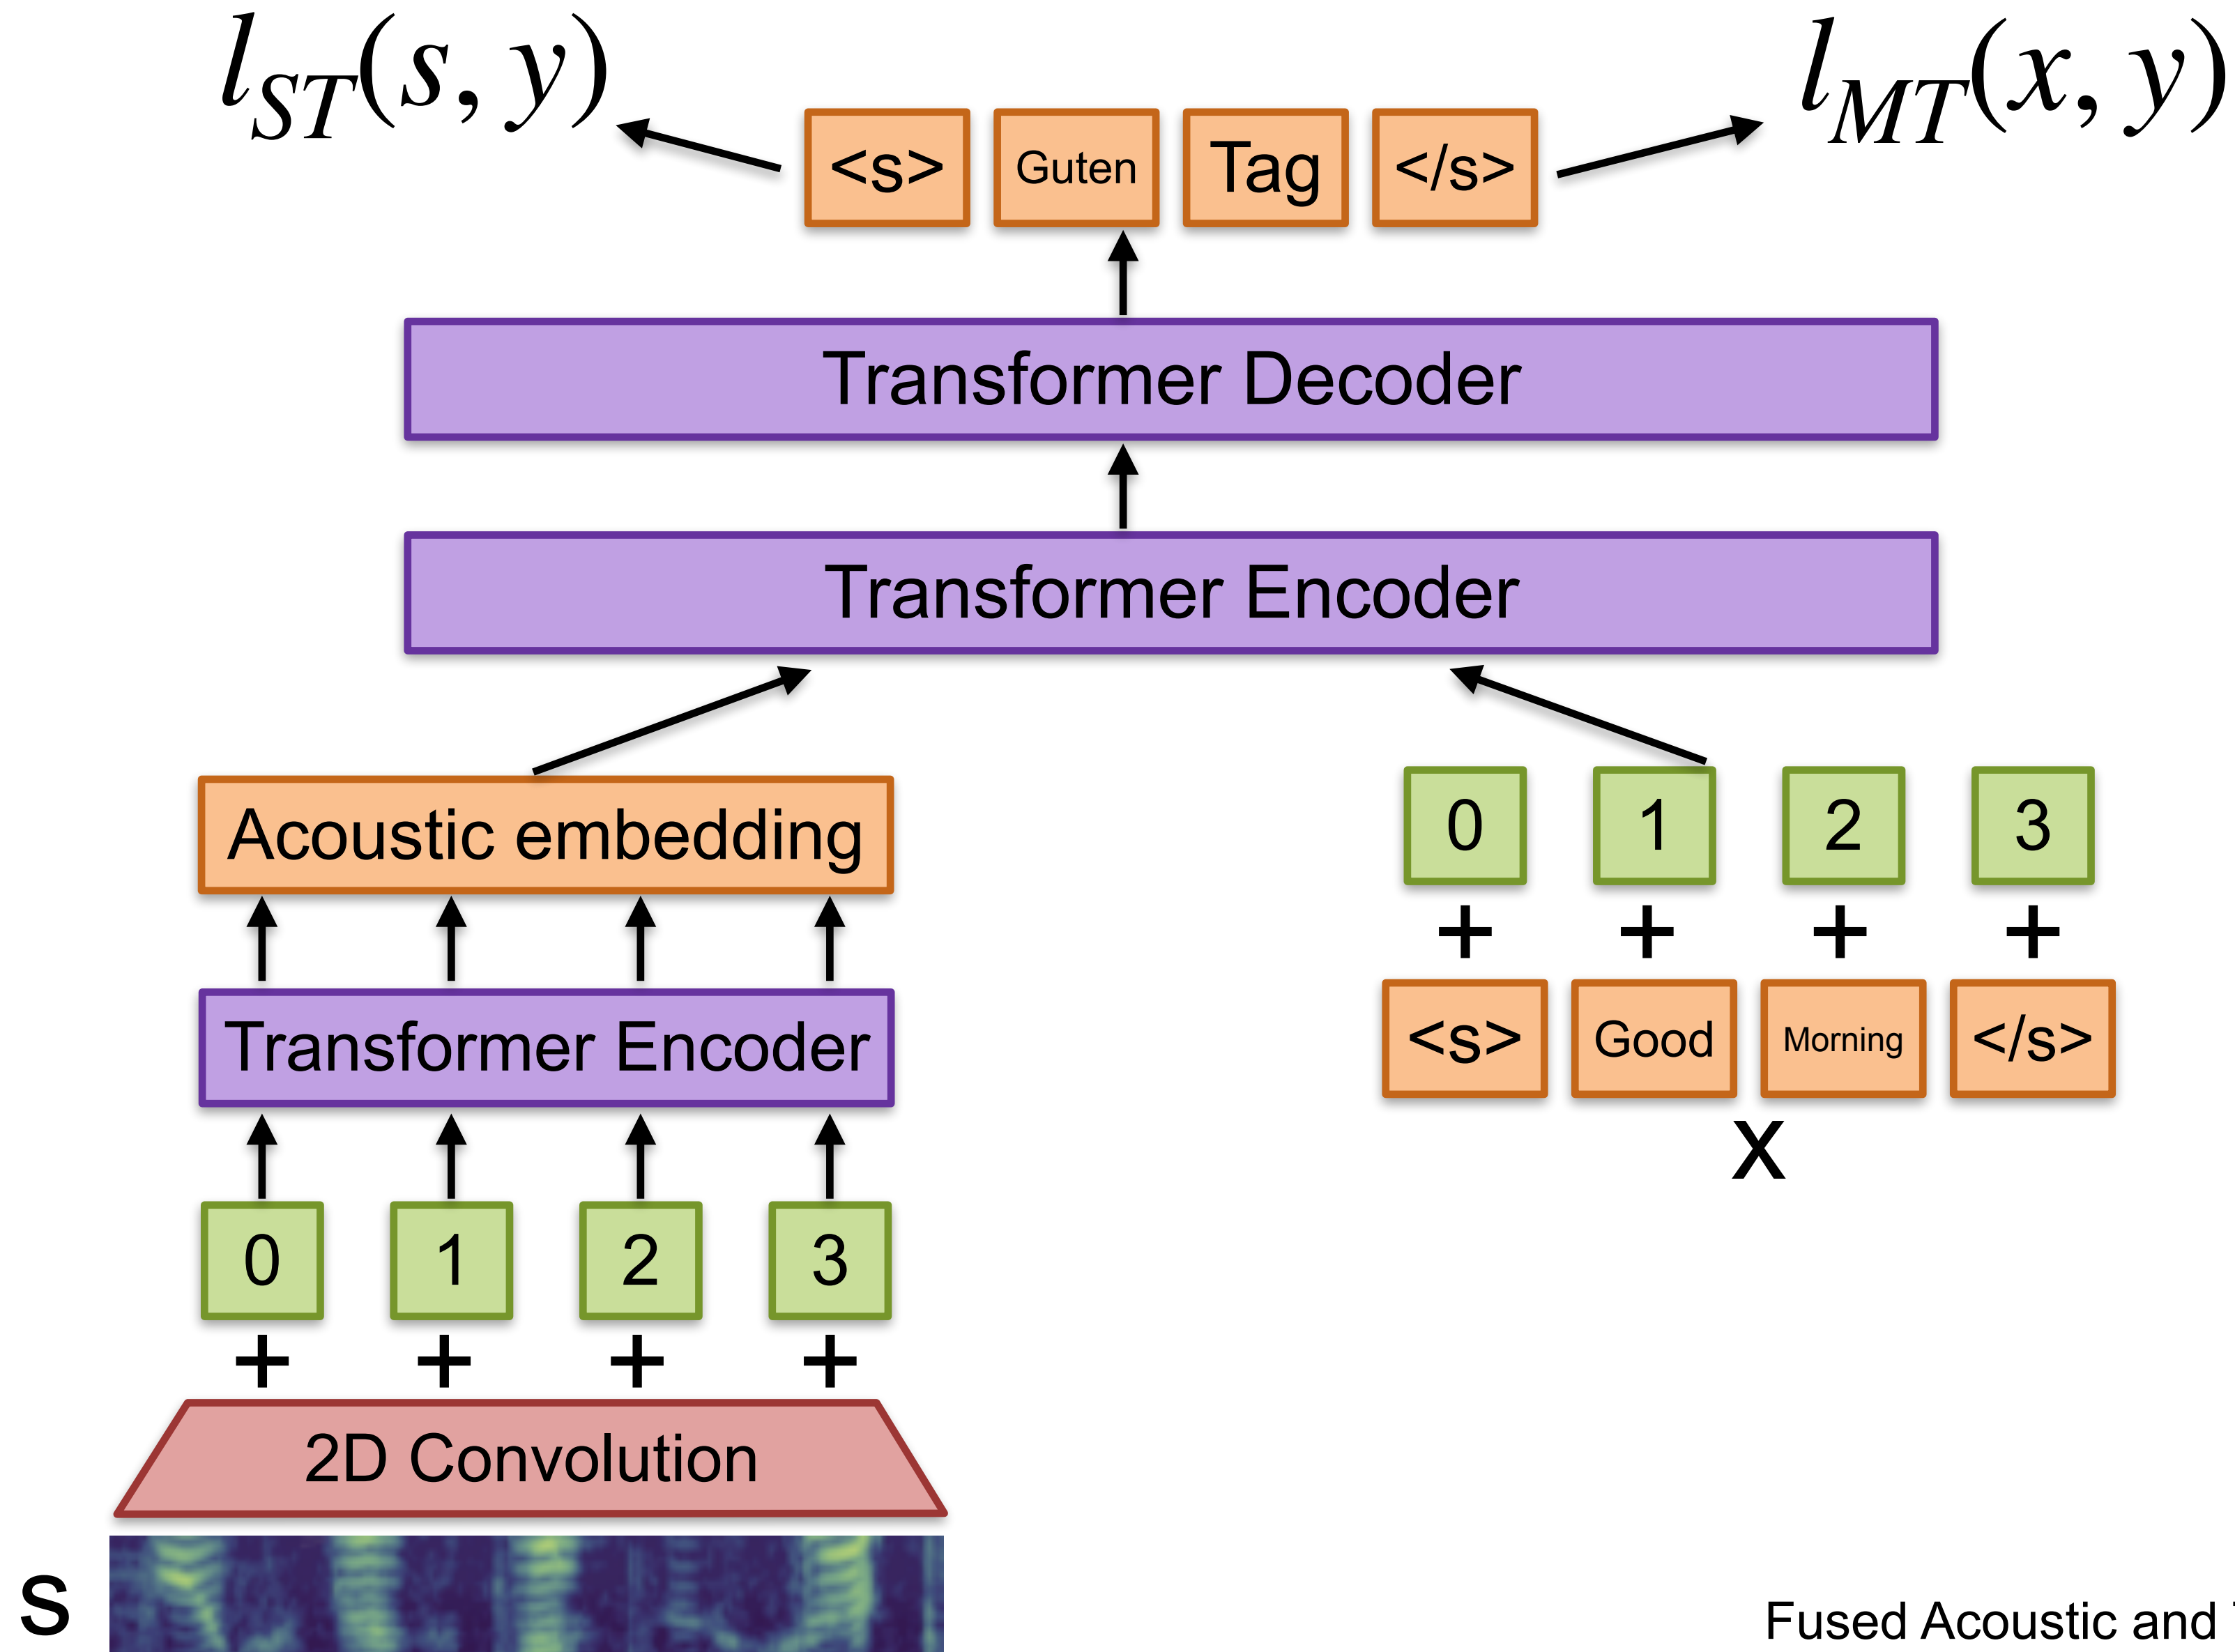 l_ST(s, y)
l_MT(x, y)
<s> Guten Tag </s>
Transformer Decoder
Transformer Encoder
Acoustic embedding
0 1 2 3
+ + + +
Transformer Encoder
<s> Good Morning </s>
x
0 1 2 3
+ + + +
2D Convolution
s
Fused Acoustic and